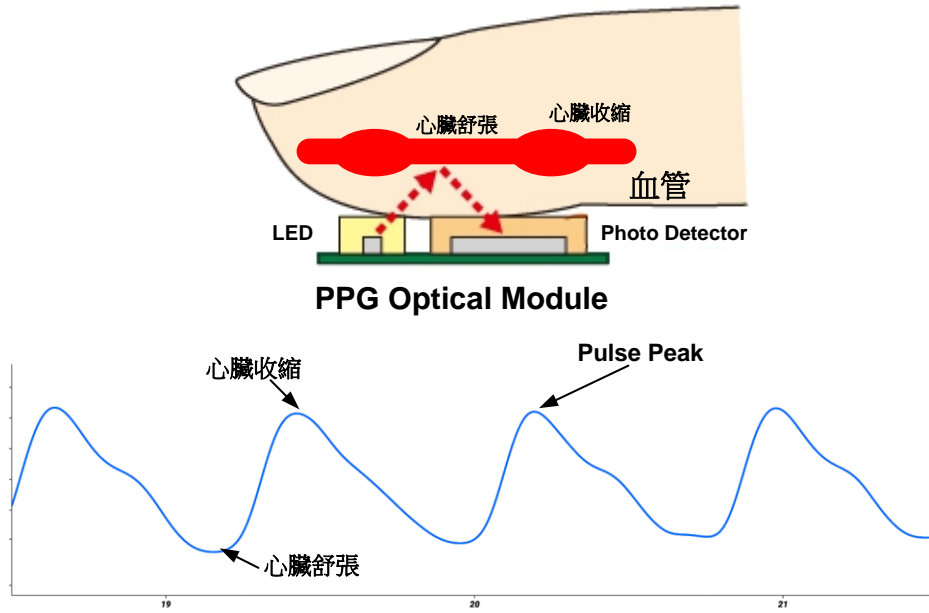 心臟舒張
心臟收縮
血管
LED
Photo Detector
PPG Optical Module
心臟收縮
Pulse Peak
心臟舒張
19
20
21